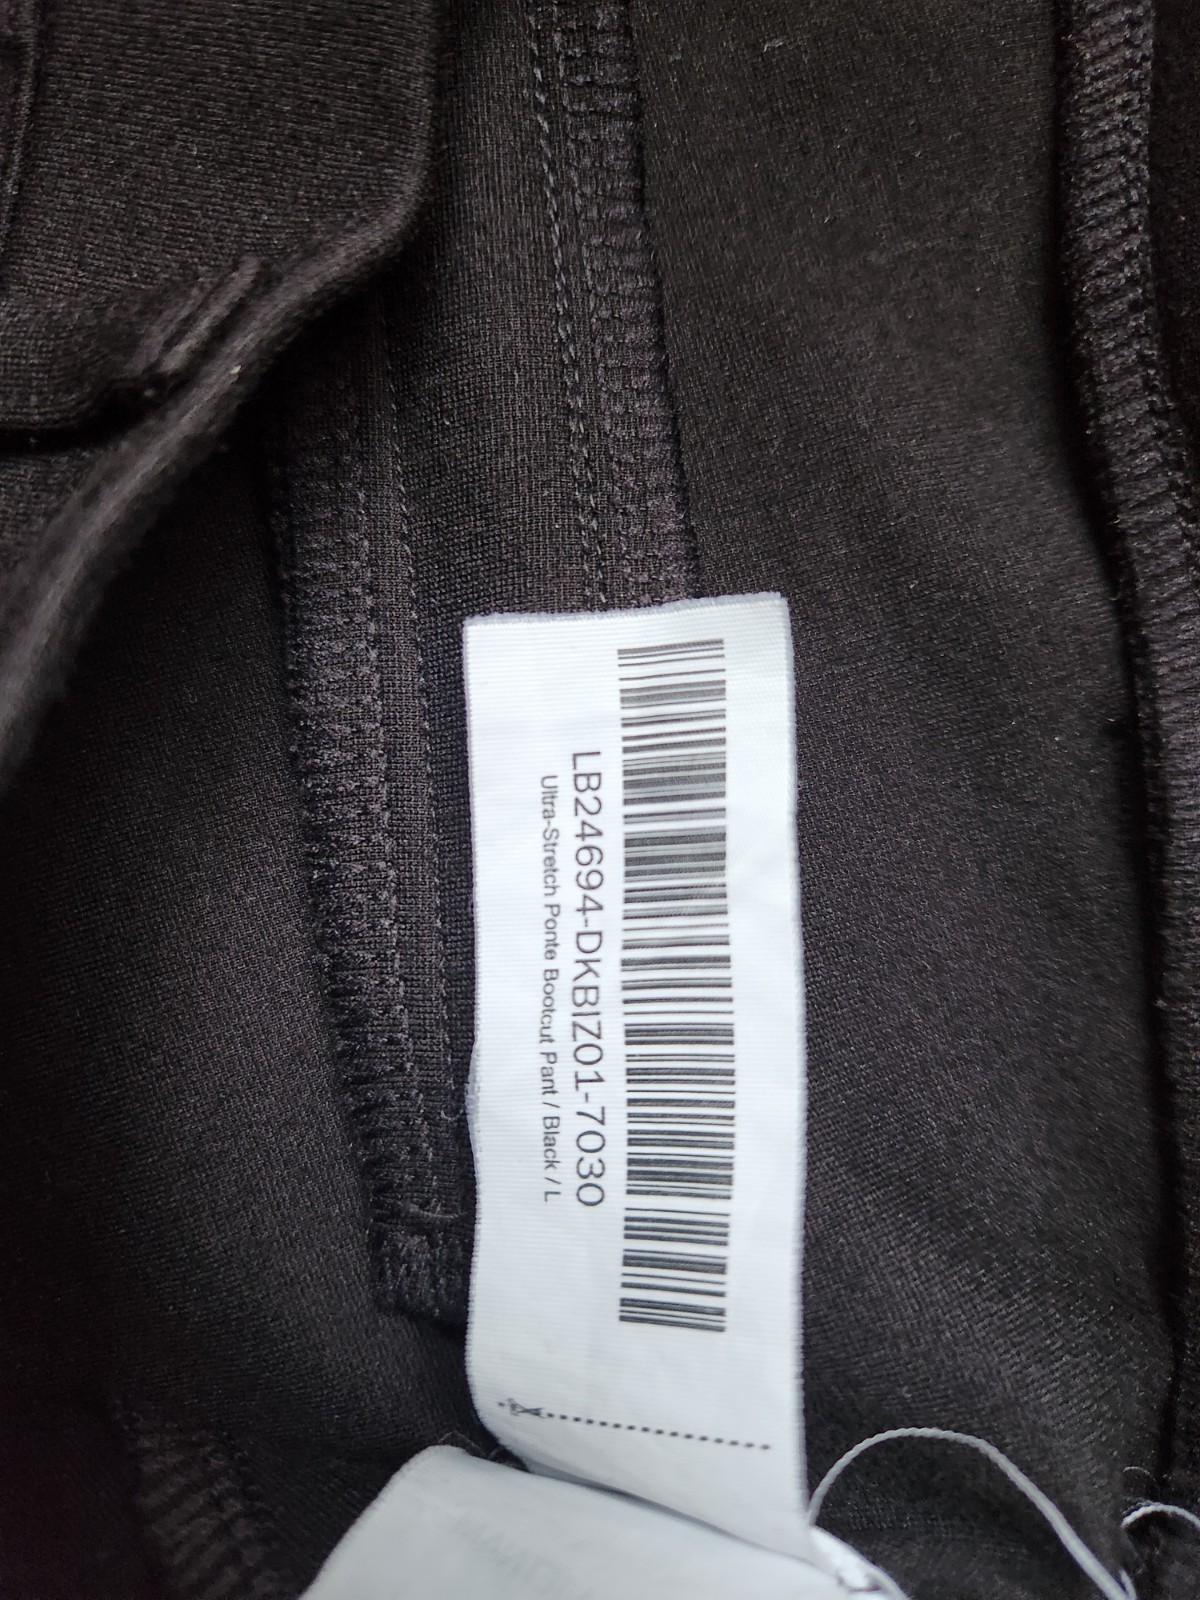 LB24694-DKBIZ01-7030
Ultra-Stretch Ponte Bootcut Pant / Black / L